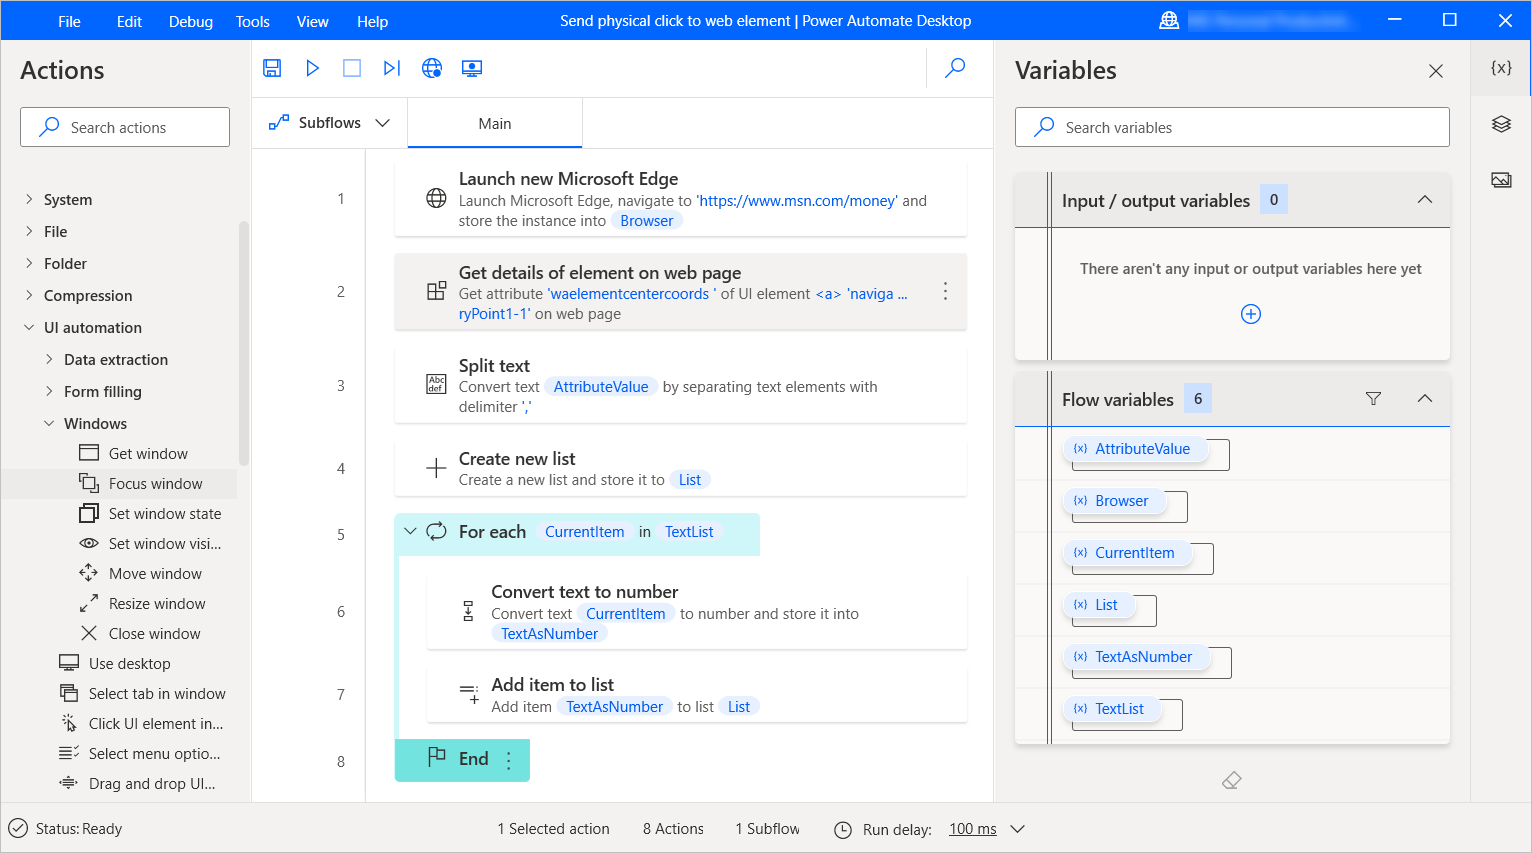 File Edit Debug Tools View Help
Send physical click to web element | Power Automate Desktop
Actions
Search actions
System
File
Folder
Compression
UI automation
Data extraction
Form filling
Windows
Get window
Focus window
Set window state
Set window visi...
Move window
Resize window
Close window
Use desktop
Select tab in window
Click UI element in...
Select menu optio...
Drag and drop UI...
Subflows
Main
1
Launch new Microsoft Edge
Launch Microsoft Edge, navigate to 'https://www.msn.com/money' and
store the instance into Browser
2
Get details of element on web page
Get attribute 'waelementcentercoords ' of UI element <a> 'naviga ...
ryPoint1-1' on web page
3
Split text
Abc
def
Convert text AttributeValue by separating text elements with
delimiter ','
4
Create new list
Create a new list and store it to List
5
For each CurrentItem in TextList
6
Convert text to number
Convert text CurrentItem to number and store it into
TextAsNumber
7
Add item to list
Add item TextAsNumber to list List
8
End
Variables
{x}
Search variables
Input / output variables 0
There aren't any input or output variables here yet
Flow variables 6
{x} AttributeValue
{x} Browser
{x} CurrentItem
{x} List
{x} TextAsNumber
{x} TextList
Status: Ready
1 Selected action
8 Actions
1 Subflow
Run delay: 100 ms